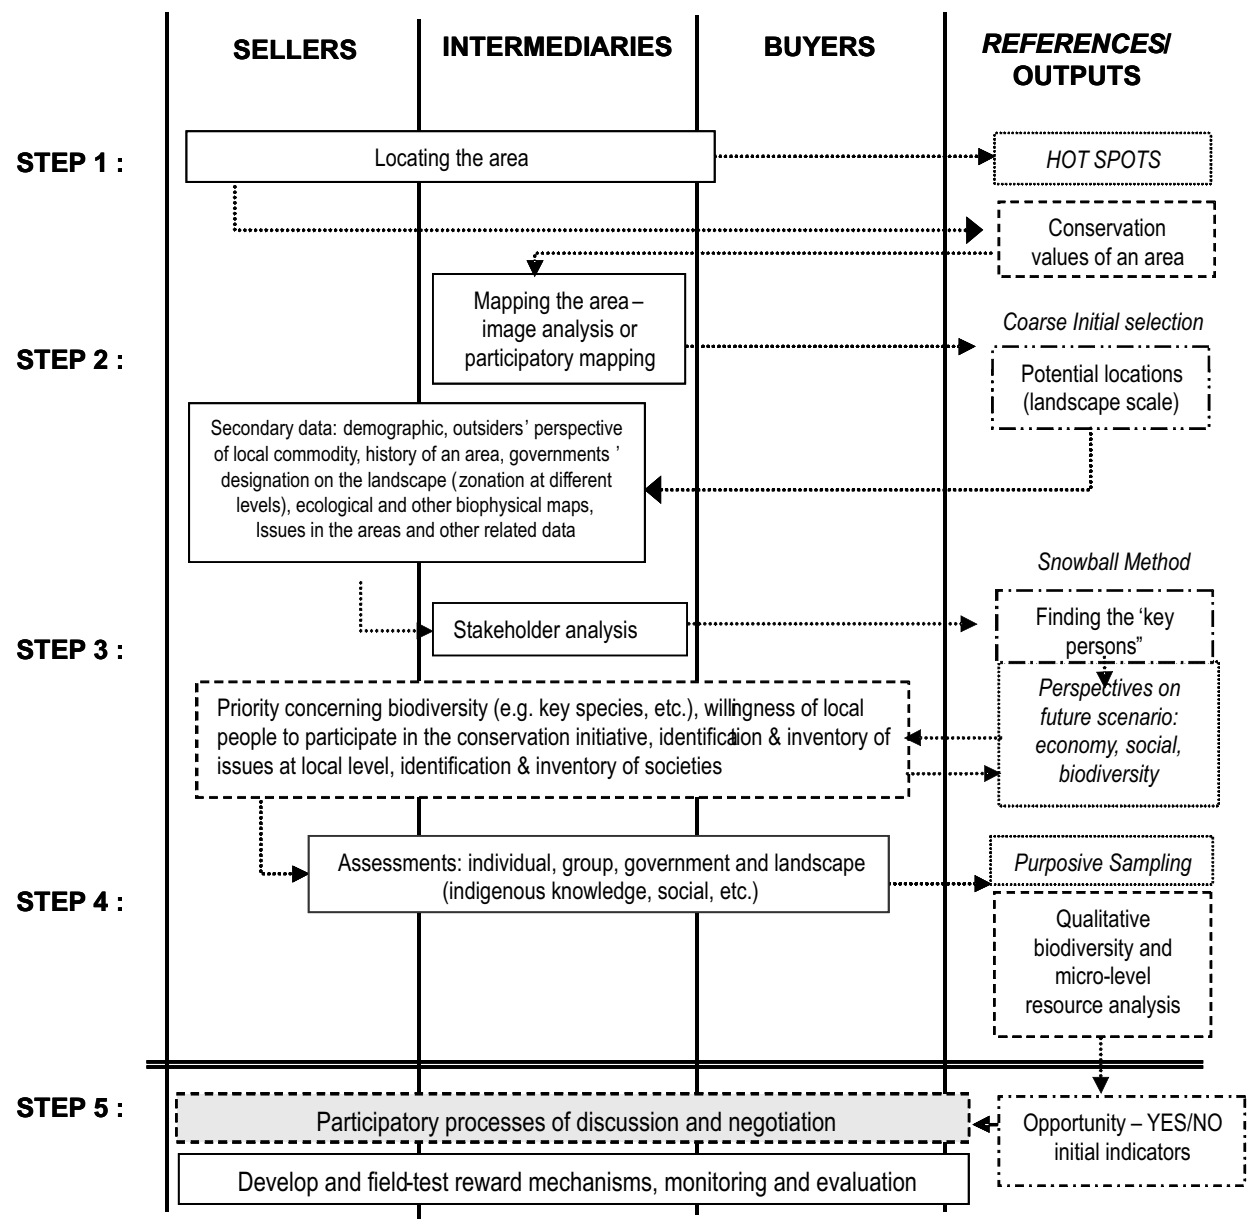 SELLERS
INTERMEDIARIES
BUYERS
REFERENCES/
OUTPUTS
STEP 1 :
Locating the area
HOT SPOTS
Conservation
values of an area
STEP 2 :
Mapping the area –
image analysis or
participatory mapping
Coarse Initial selection
Potential locations
(landscape scale)
Secondary data: demographic, outsiders’ perspective
of local commodity, history of an area, governments’
designation on the landscape (zonation at different
levels), ecological and other biophysical maps,
Issues in the areas and other related data
STEP 3 :
Stakeholder analysis
Snowball Method
Finding the ‘key
persons”
Perspectives on
future scenario:
economy, social,
biodiversity
Priority concerning biodiversity (e.g. key species, etc.), willingness of local
people to participate in the conservation initiative, identification & inventory of
issues at local level, identification & inventory of societies
STEP 4 :
Assessments: individual, group, government and landscape
(indigenous knowledge, social, etc.)
Purposive Sampling
Qualitative
biodiversity and
micro-level
resource analysis
STEP 5 :
Participatory processes of discussion and negotiation
Opportunity – YES/NO
initial indicators
Develop and field-test reward mechanisms, monitoring and evaluation